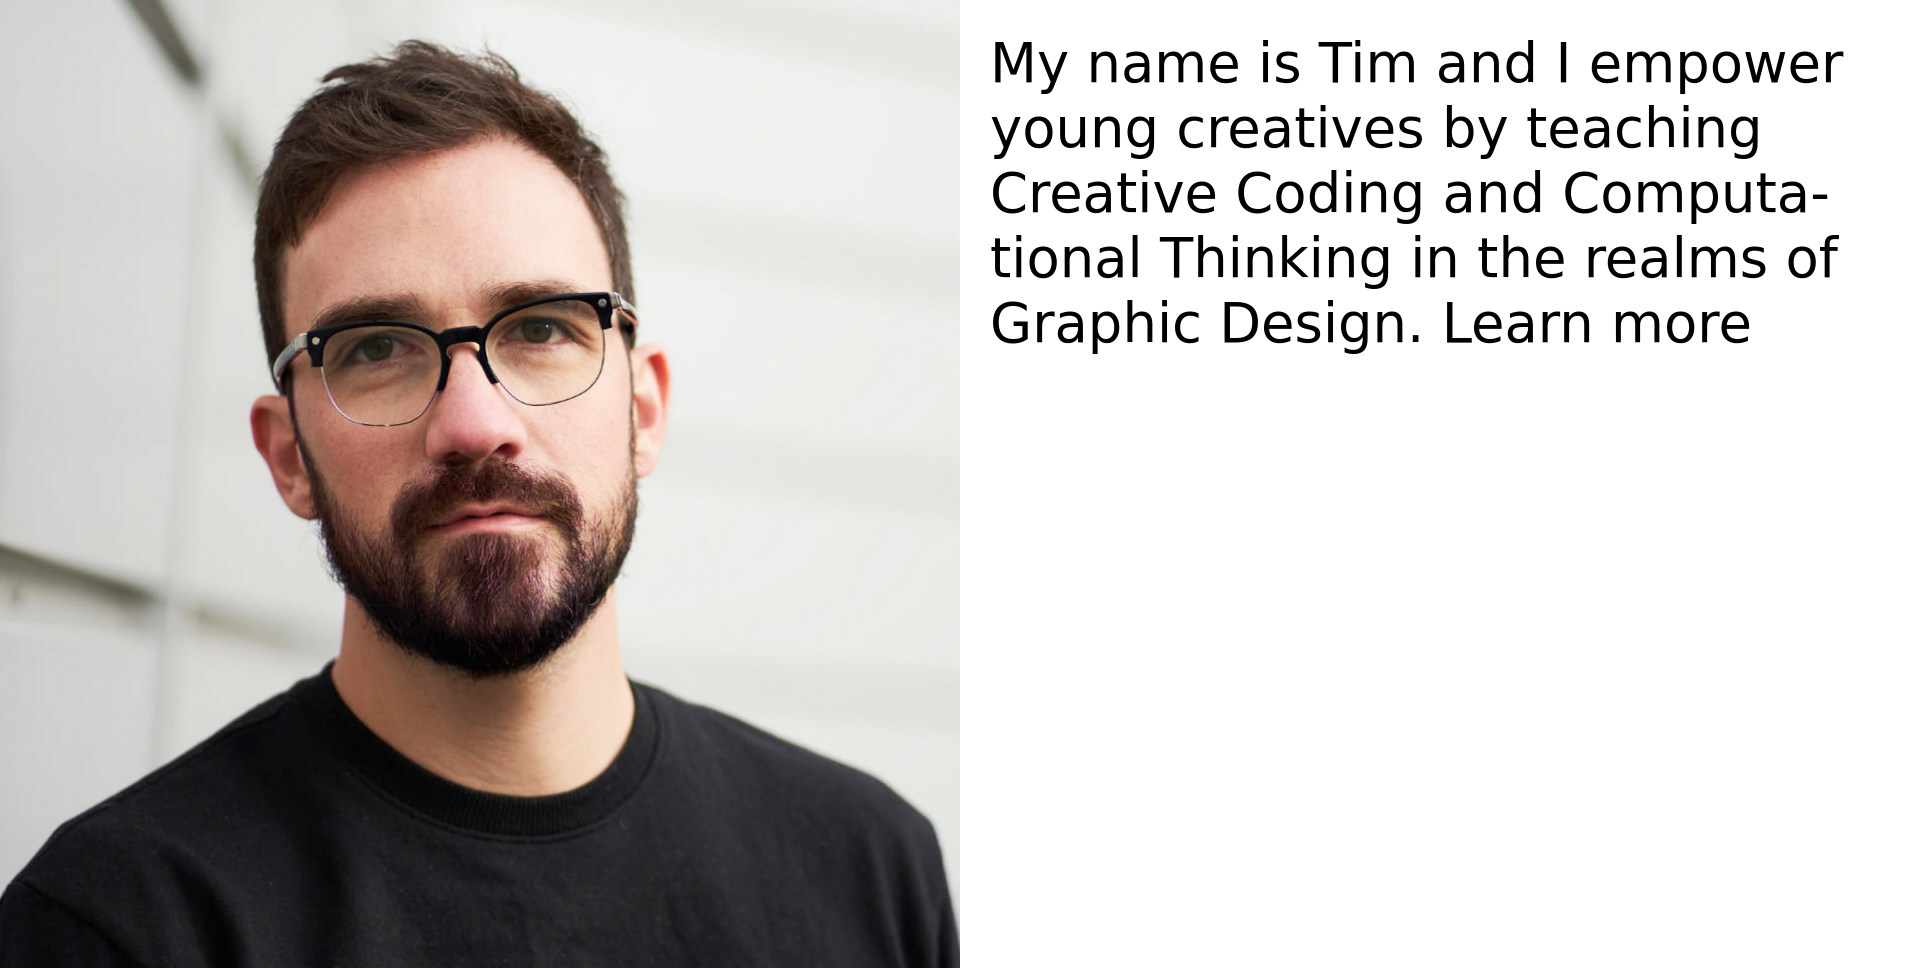 My name is Tim and I empower
young creatives by teaching
Creative Coding and Computa-
tional Thinking in the realms of
Graphic Design. Learn more